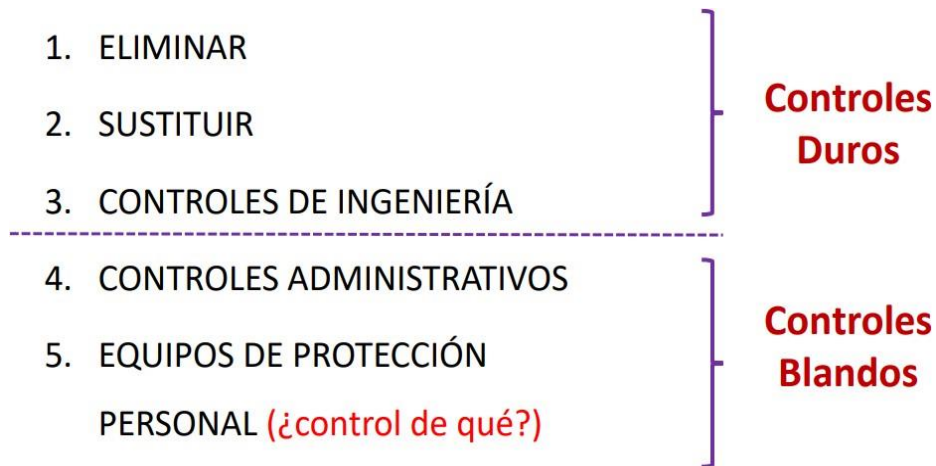 1. ELIMINAR
2. SUSTITUIR
3. CONTROLES DE INGENIERÍA
Controles
Duros
4. CONTROLES ADMINISTRATIVOS
5. EQUIPOS DE PROTECCIÓN
PERSONAL (¿control de qué?)
Controles
Blandos